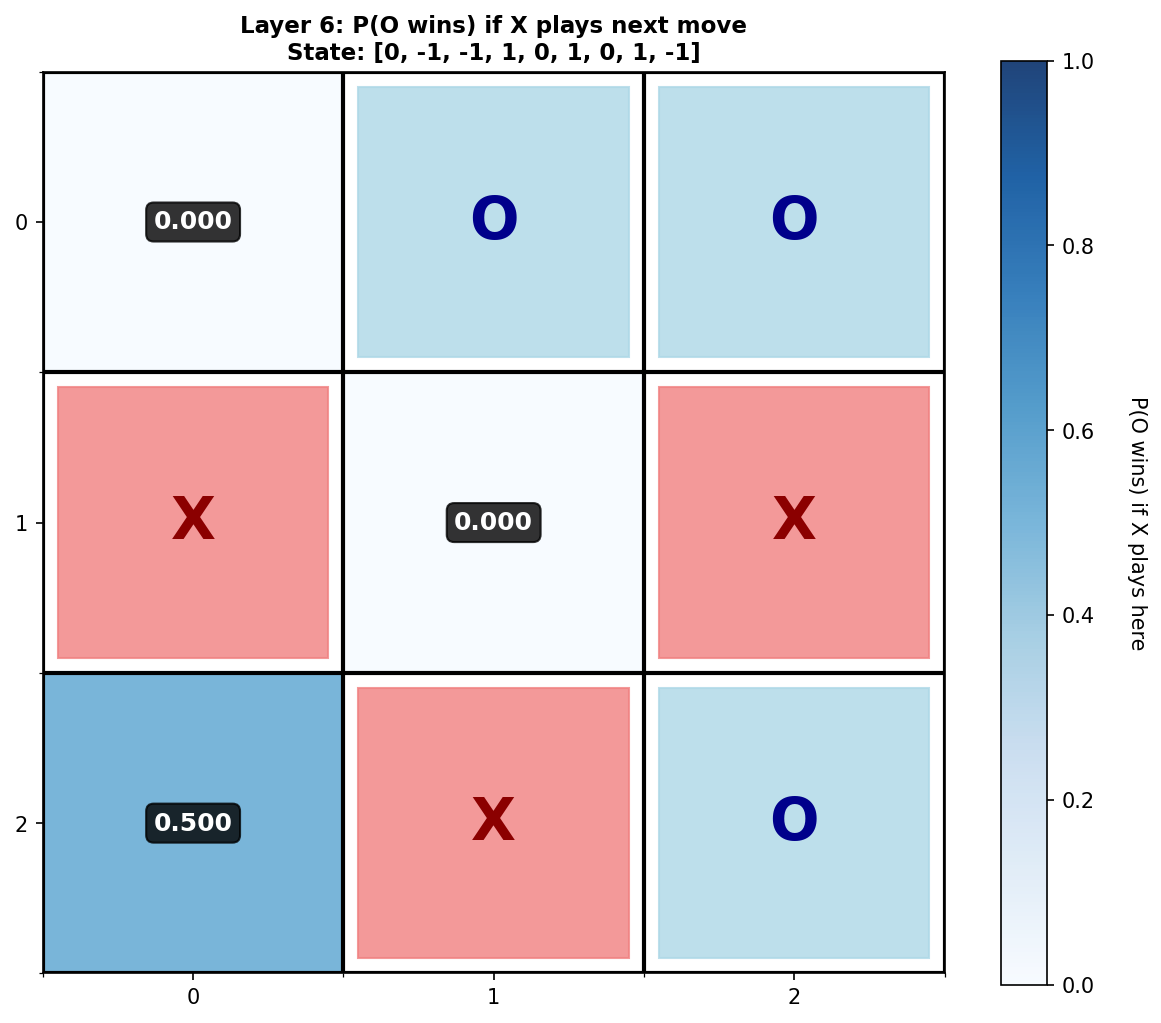 Layer 6: P(O wins) if X plays next move
State: [0, -1, -1, 1, 0, 1, 0, 1, -1]
0
0.000
O
O
1
X
0.000
X
2
0.500
X
O
0
1
2
1.0
0.8
0.6
0.4
0.2
0.0
P(O wins) if X plays here